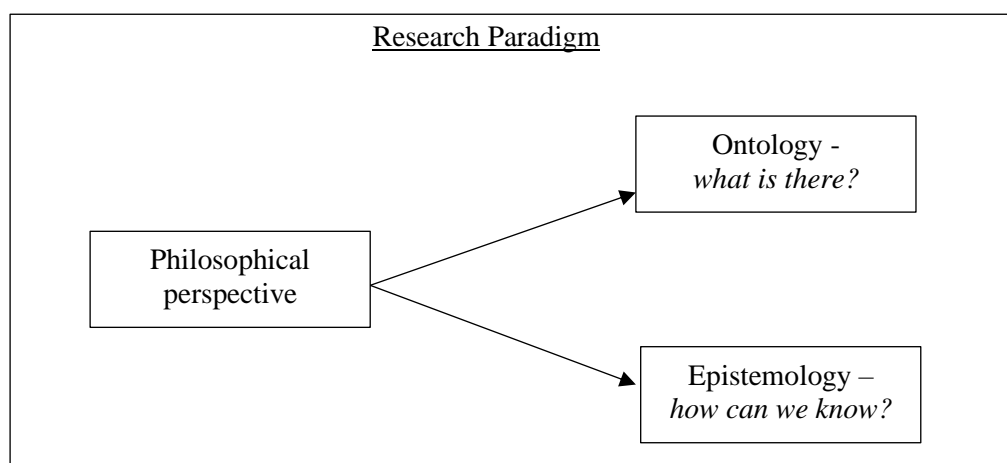 Research Paradigm
Ontology -
what is there?
Philosophical
perspective
Epistemology –
how can we know?